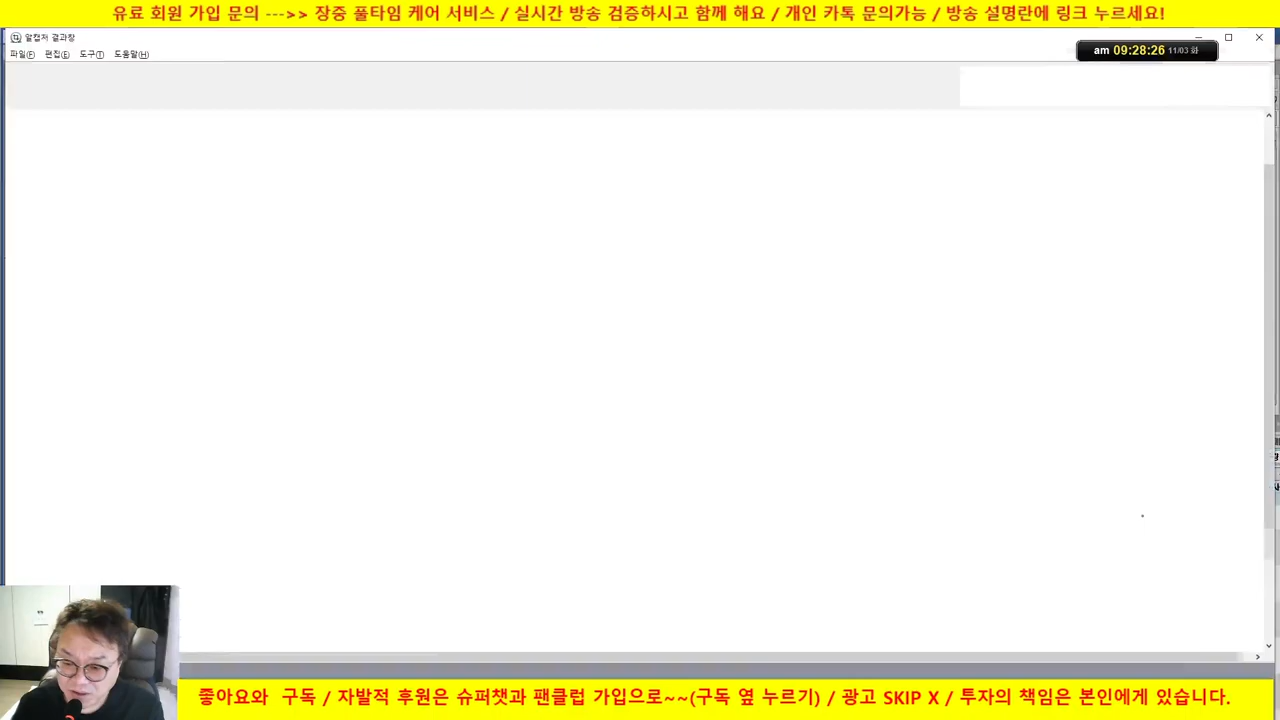 유료 회원 가입 문의 --->> 장중 풀타임 케어 서비스 / 실시간 방송 검증하시고 함께 해요 / 개인 카톡 문의가능 / 방송 설명란에 링크 누르세요!
알캡처 결과창
파일(F) 편집(E) 도구(T) 도움말(H)
am 09:28:26 11/03 화
좋아요와 구독 / 자발적 후원은 슈퍼챗과 팬클럽 가입으로~~(구독 옆 누르기) / 광고 SKIP X / 투자의 책임은 본인에게 있습니다.